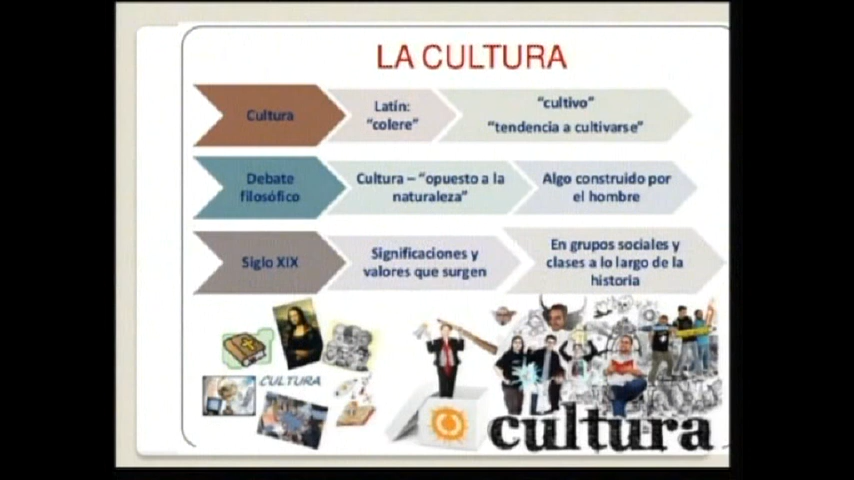 LA CULTURA
Cultura
Latín:
"colere"
"cultivo"
"tendencia a cultivarse"
Debate
filosófico
Cultura – "opuesto a la
naturaleza"
Algo construido por
el hombre
Siglo XIX
Significaciones y
valores que surgen
En grupos sociales y
clases a lo largo de la
historia
CULTURA
cultura